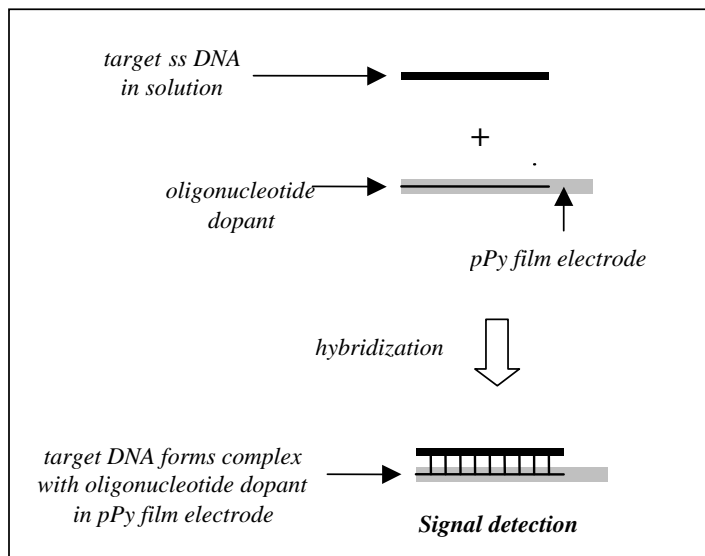 target ss DNA
in solution
+
oligonucleotide
dopant
pPy film electrode
hybridization
target DNA forms complex
with oligonucleotide dopant
in pPy film electrode
Signal detection